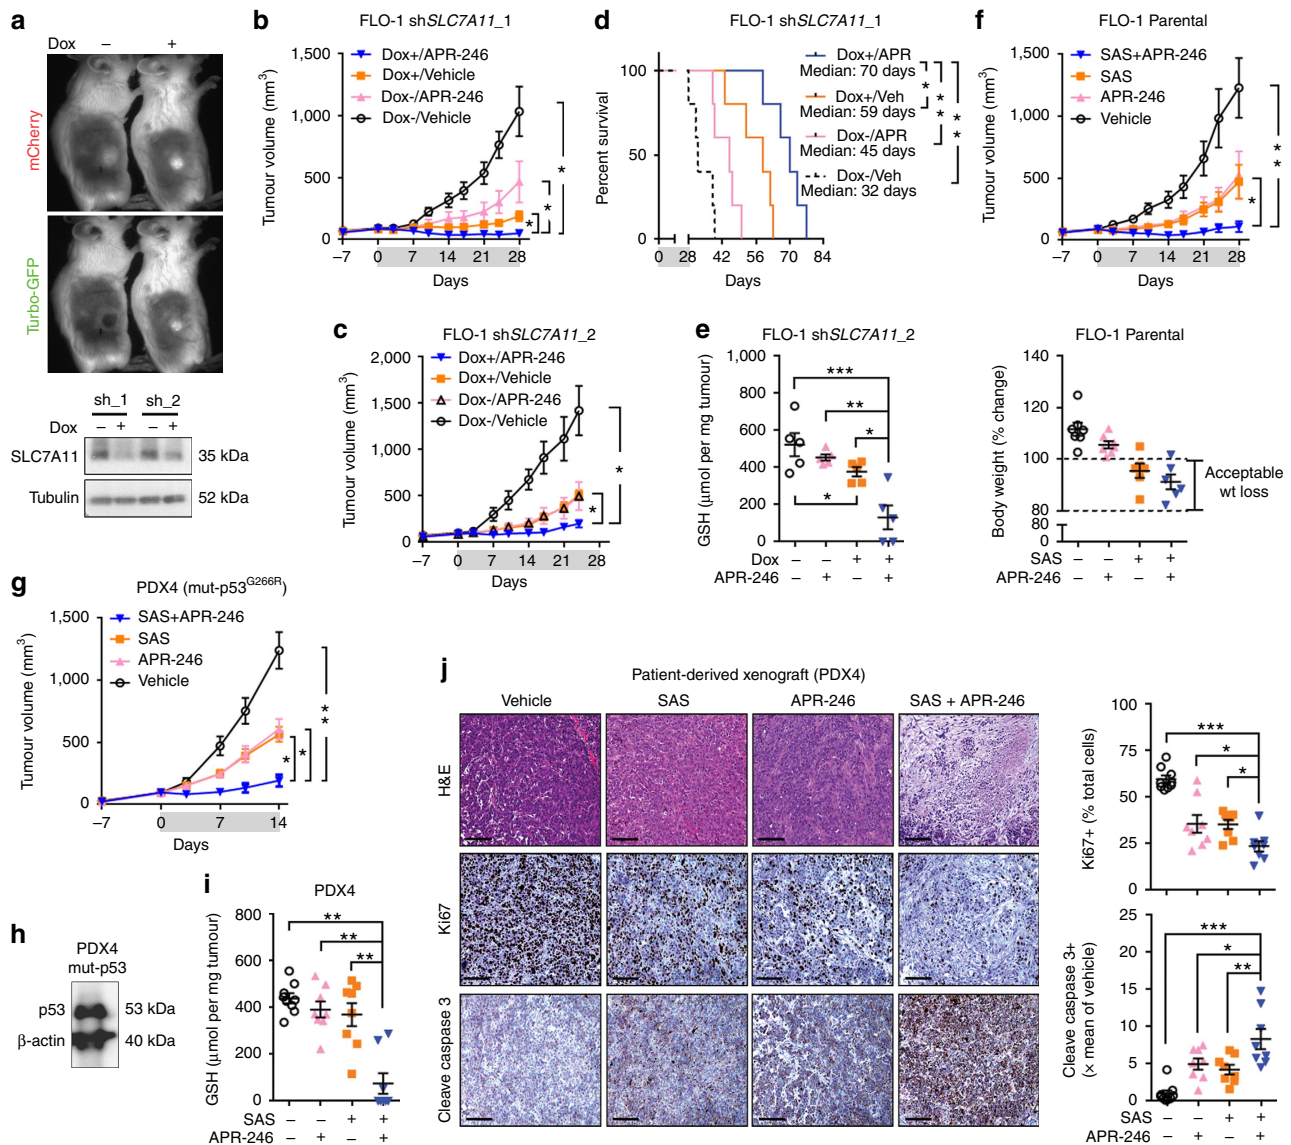 a
Dox – +
mCherry
Turbo-GFP
sh_1 sh_2
– + – +
Dox
SLC7A11 35 kDa
Tubulin 52 kDa
b
FLO-1 shSLC7A11_1
Tumour volume (mm3)
1,500
1,000
500
0
Dox+/APR-246
Dox+/Vehicle
Dox-/APR-246
Dox-/Vehicle
*
*
*
–7 0 7 14 21 28
Days
c
FLO-1 shSLC7A11_2
Tumour volume (mm3)
2,000
1,500
1,000
500
0
Dox+/APR-246
Dox+/Vehicle
Dox-/APR-246
Dox-/Vehicle
*
*
–7 0 7 14 21 28
Days
d
FLO-1 shSLC7A11_1
Percent survival
100
50
0
Dox+/APR
Median: 70 days
Dox+/Veh
Median: 59 days
Dox-/APR
Median: 45 days
Dox-/Veh
Median: 32 days
*
* *
* *
0 28 42 56 70 84
Days
e
FLO-1 shSLC7A11_2
GSH (µmol per mg tumour)
1,000
800
600
400
200
0
***
**
*
*
Dox – – + +
APR-246 – + – +
f
FLO-1 Parental
Tumour volume (mm3)
1,500
1,000
500
0
SAS+APR-246
SAS
APR-246
Vehicle
*
* *
–7 0 7 14 21 28
Days
FLO-1 Parental
Body weight (% change)
140
120
100
80
80
0
Acceptable
wt loss
SAS – – + +
APR-246 – + – +
g
PDX4 (mut-p53G266R)
Tumour volume (mm3)
1,500
1,000
500
0
SAS+APR-246
SAS
APR-246
Vehicle
*
*
* *
–7 0 7 14
Days
h
PDX4
mut-p53
p53 53 kDa
β-actin 40 kDa
i
PDX4
GSH (µmol per mg tumour)
800
600
400
200
0
**
**
**
SAS – – + +
APR-246 – + – +
j
Patient-derived xenograft (PDX4)
Vehicle SAS APR-246 SAS + APR-246
H&E
Ki67
Cleave caspase 3
Ki67+ (% total cells)
100
75
50
25
0
***
*
*
Cleave caspase 3+
(× mean of vehicle)
25
20
15
10
5
0
***
*
**
SAS – – + +
APR-246 – + – +